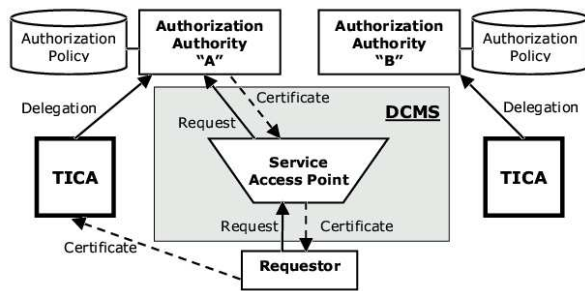 Authorization
Policy
Authorization
Authority
"A"
Authorization
Authority
"B"
Authorization
Policy
Delegation
Certificate
Request
DCMS
Delegation
TICA
Service
Access Point
TICA
Request
Certificate
Certificate
Requestor